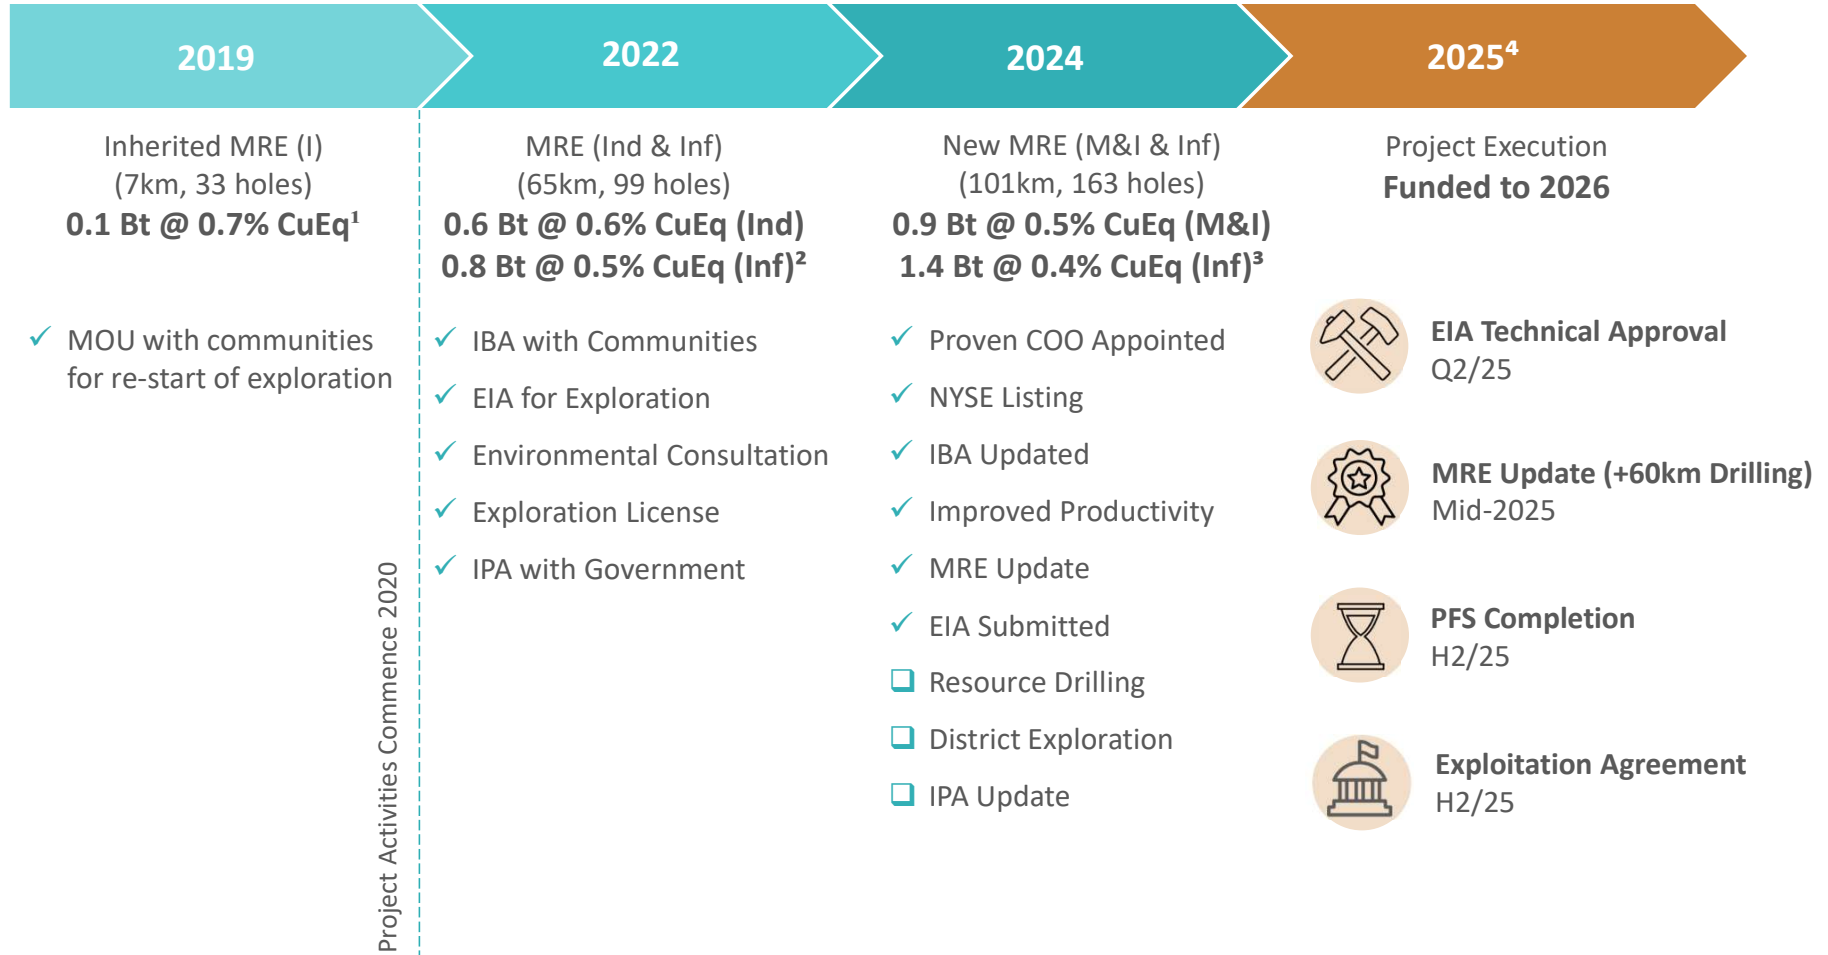 2019
Inherited MRE (I)
(7km, 33 holes)
0.1 Bt @ 0.7% CuEq¹
✓ MOU with communities
for re-start of exploration
Project Activities Commence 2020
2022
MRE (Ind & Inf)
(65km, 99 holes)
0.6 Bt @ 0.6% CuEq (Ind)
0.8 Bt @ 0.5% CuEq (Inf)²
✓ IBA with Communities
✓ EIA for Exploration
✓ Environmental Consultation
✓ Exploration License
✓ IPA with Government
2024
New MRE (M&I & Inf)
(101km, 163 holes)
0.9 Bt @ 0.5% CuEq (M&I)
1.4 Bt @ 0.4% CuEq (Inf)³
✓ Proven COO Appointed
✓ NYSE Listing
✓ IBA Updated
✓ Improved Productivity
✓ MRE Update
✓ EIA Submitted
❑ Resource Drilling
❑ District Exploration
❑ IPA Update
2025⁴
Project Execution
Funded to 2026
EIA Technical Approval
Q2/25
MRE Update (+60km Drilling)
Mid-2025
PFS Completion
H2/25
Exploitation Agreement
H2/25